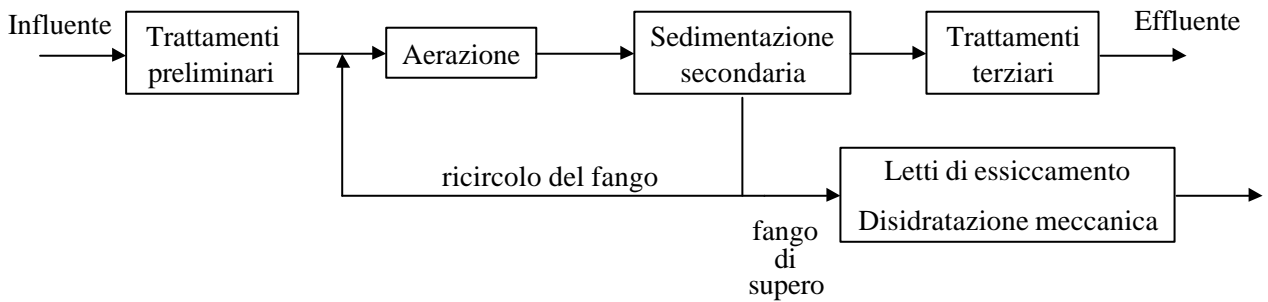 Influente
Trattamenti
preliminari
Aerazione
Sedimentazione
secondaria
Trattamenti
terziari
Effluente
ricircolo del fango
fango
di
supero
Letti di essiccamento
Disidratazione meccanica